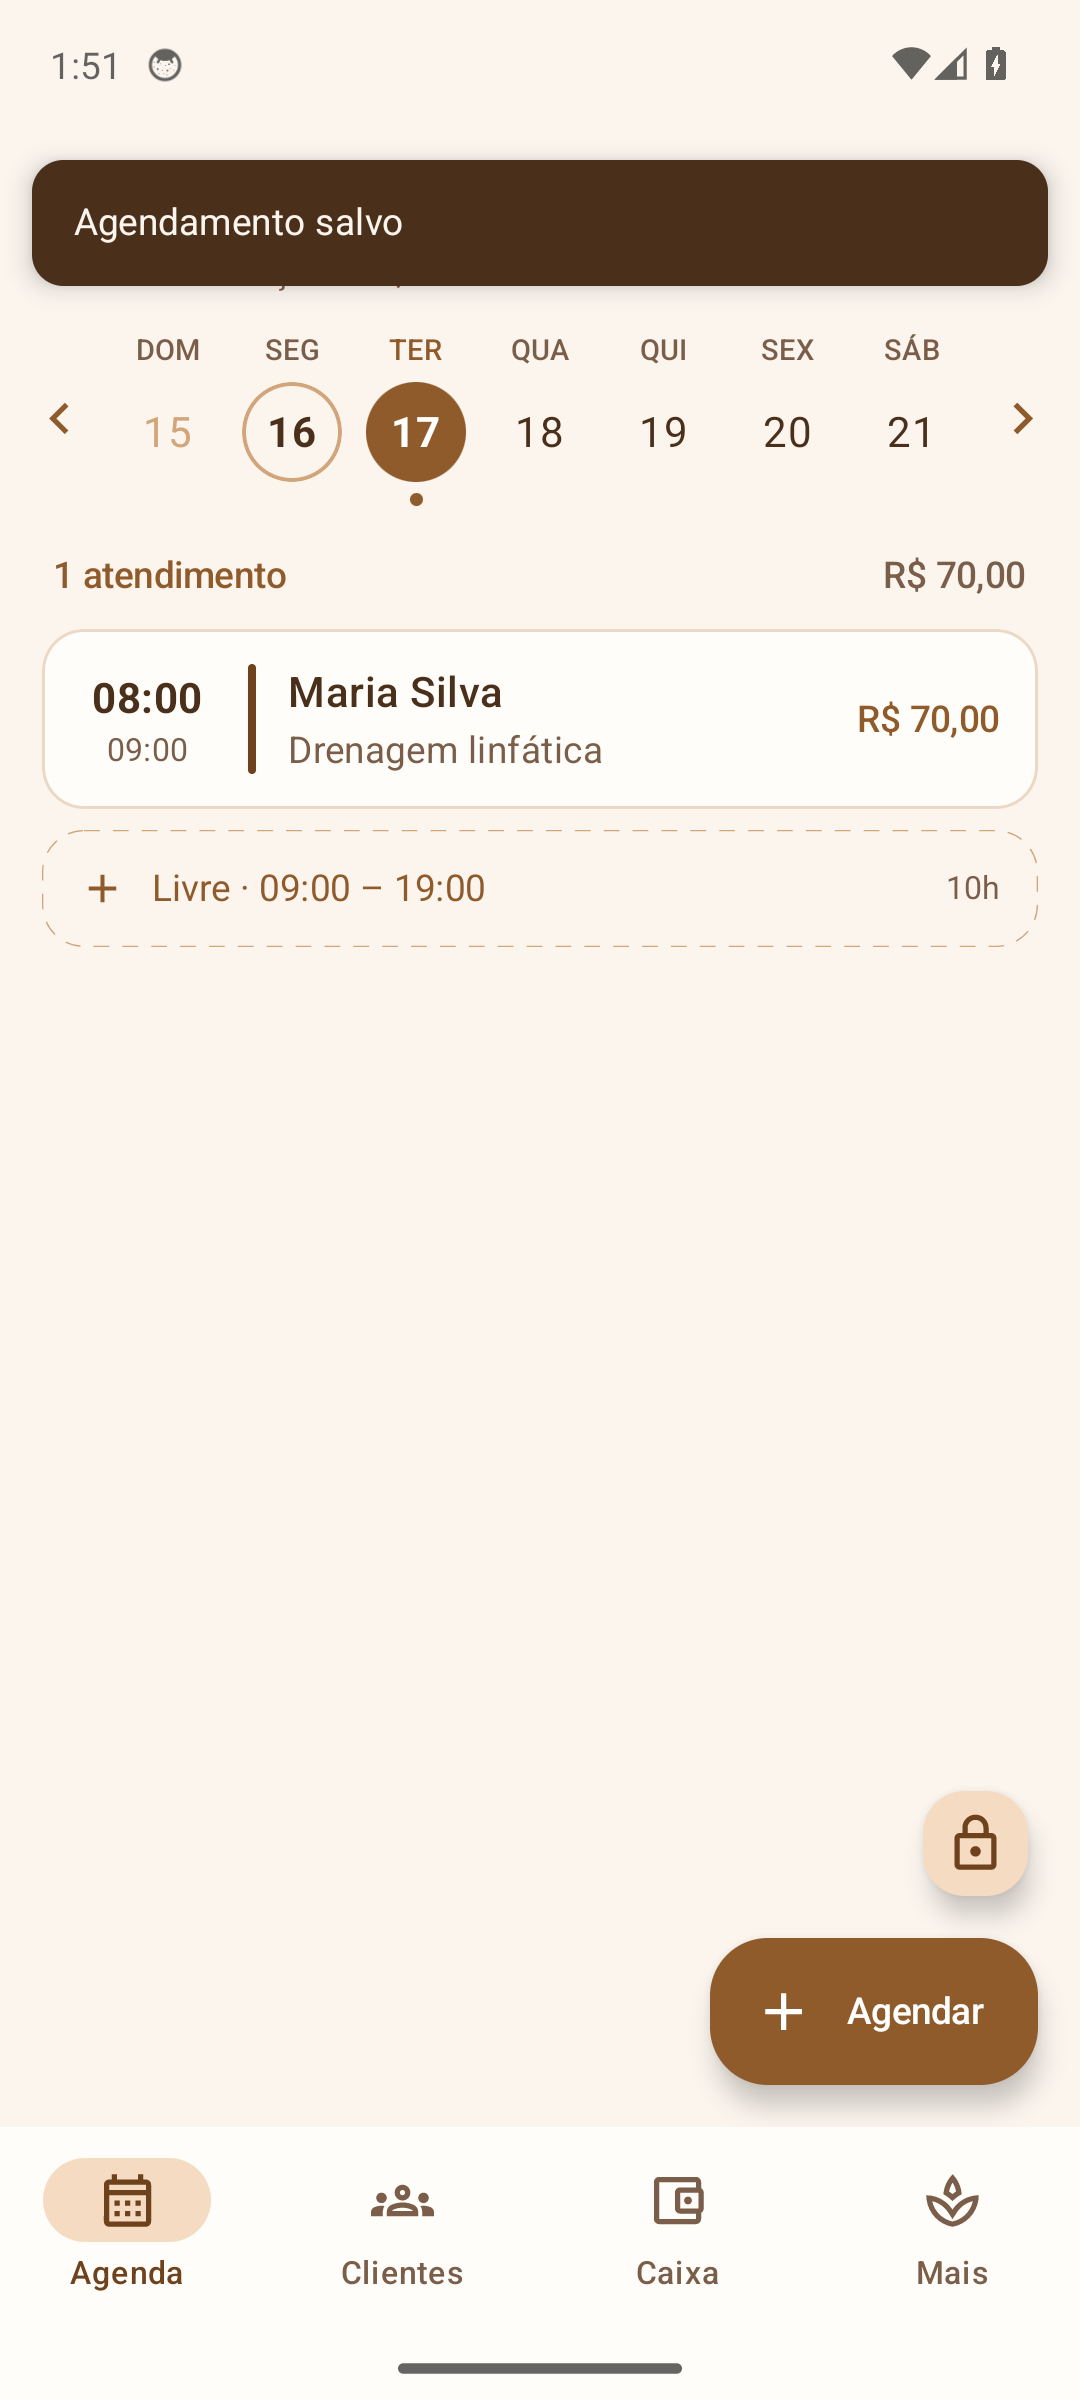 1:51
Agendamento salvo
DOM SEG TER QUA QUI SEX SÁB
15 16 17 18 19 20 21
1 atendimento R$ 70,00
08:00 Maria Silva R$ 70,00
09:00 Drenagem linfática
Livre · 09:00 – 19:00 10h
Agendar
Agenda Clientes Caixa Mais